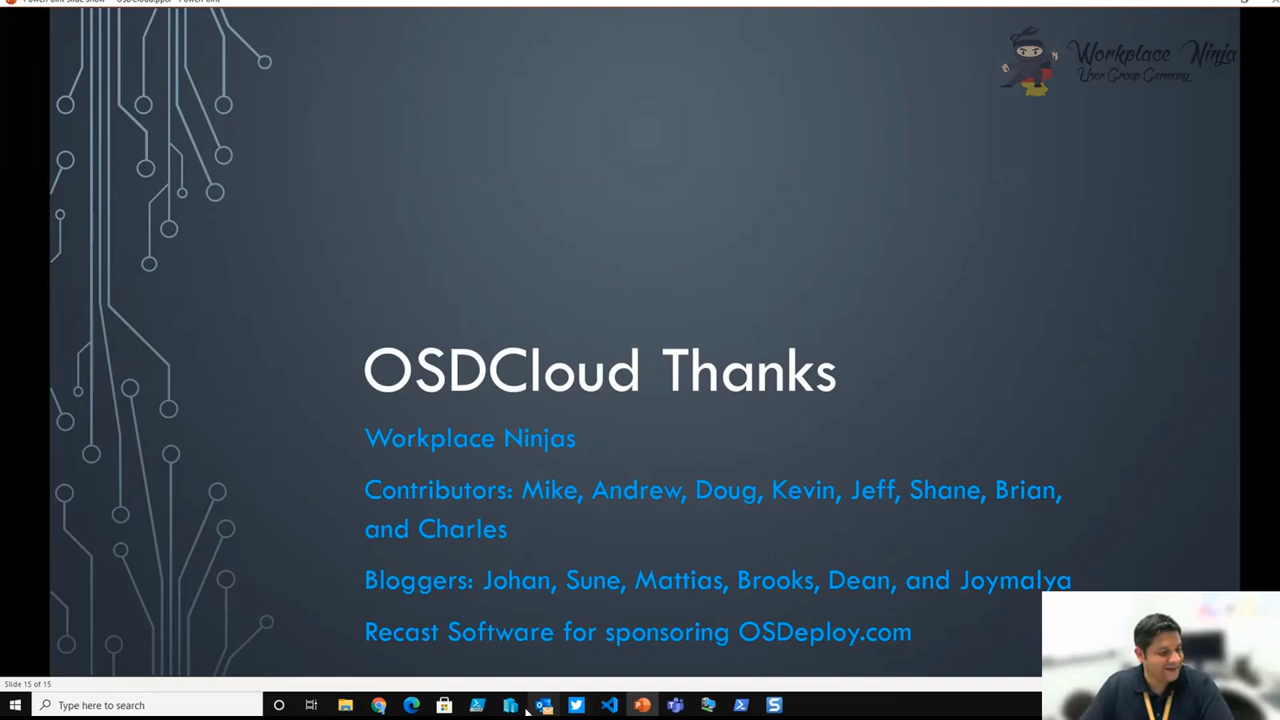 Workplace Ninja
User Group Germany
OSDCloud Thanks
Workplace Ninjas
Contributors: Mike, Andrew, Doug, Kevin, Jeff, Shane, Brian,
and Charles
Bloggers: Johan, Sune, Mattias, Brooks, Dean, and Joymalya
Recast Software for sponsoring OSDeploy.com
Slide 15 of 15
Type here to search